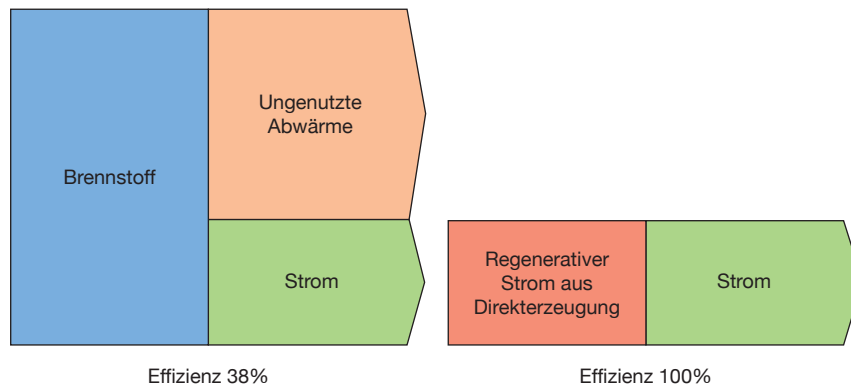 Brennstoff
Ungenutzte
Abwärme
Strom
Effizienz 38%
Regenerativer
Strom aus
Direkterzeugung
Strom
Effizienz 100%